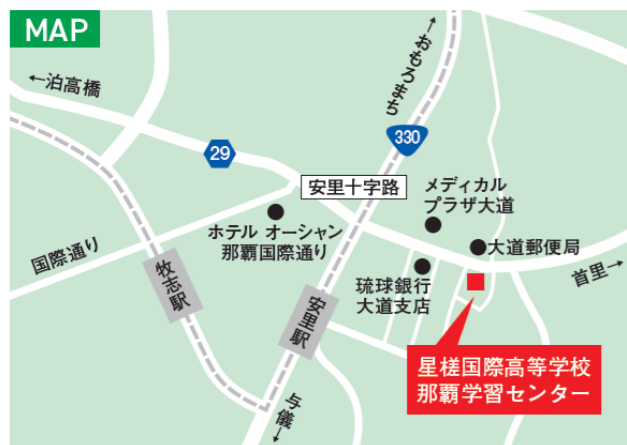 MAP
←泊高橋
←おもろまち
330
29
安里十字路
メディカル
プラザ大道
ホテル オーシャン
那覇国際通り
大道郵便局
国際通り
牧志駅
安里駅
琉球銀行
大道支店
首里→
星槎国際高等学校
那覇学習センター
与儀→